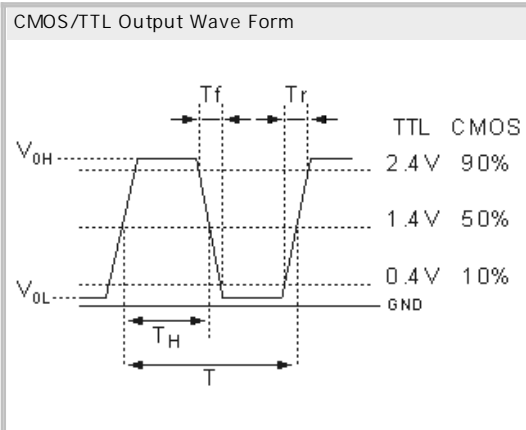 CMOS/TTL Output Wave Form
Tf Tr
TTL CMOS
V0H
2.4V 90%
1.4V 50%
0.4V 10%
V0L
GND
TH
T